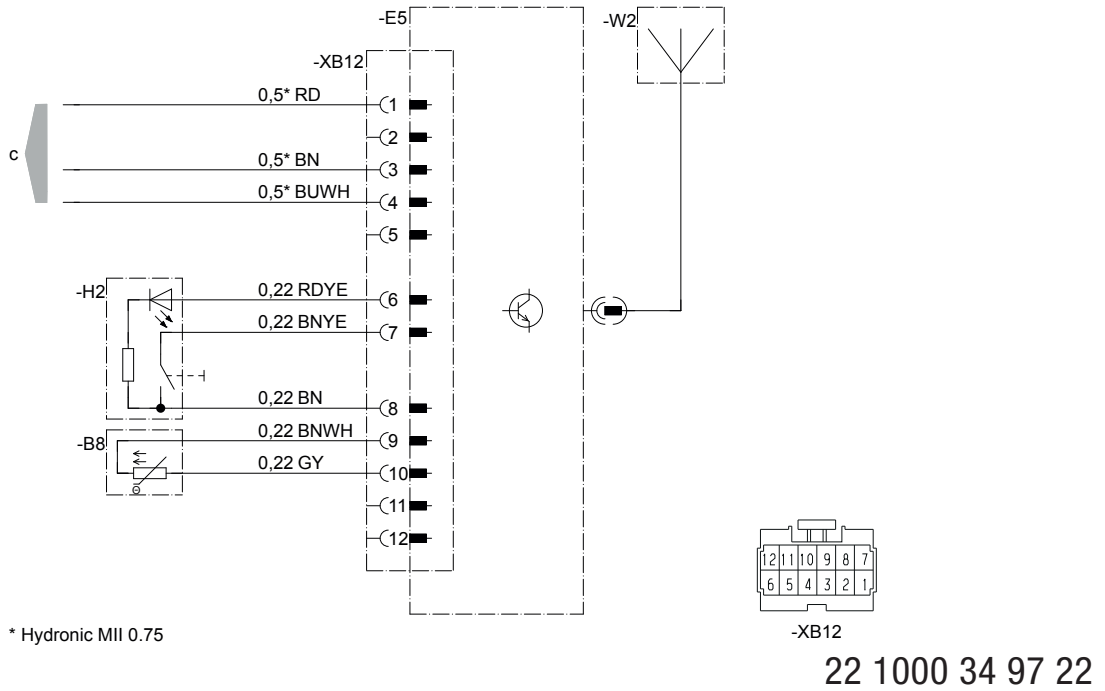 -E5
-W2
-XB12
0,5* RD
1
2
c
0,5* BN
3
0,5* BUWH
4
5
-H2
0,22 RDYE
6
0,22 BNYE
7
0,22 BN
8
-B8
0,22 BNWH
9
0,22 GY
10
Θ
11
12
12 11 10 9 8 7
6 5 4 3 2 1
-XB12
* Hydronic MII 0.75
22 1000 34 97 22